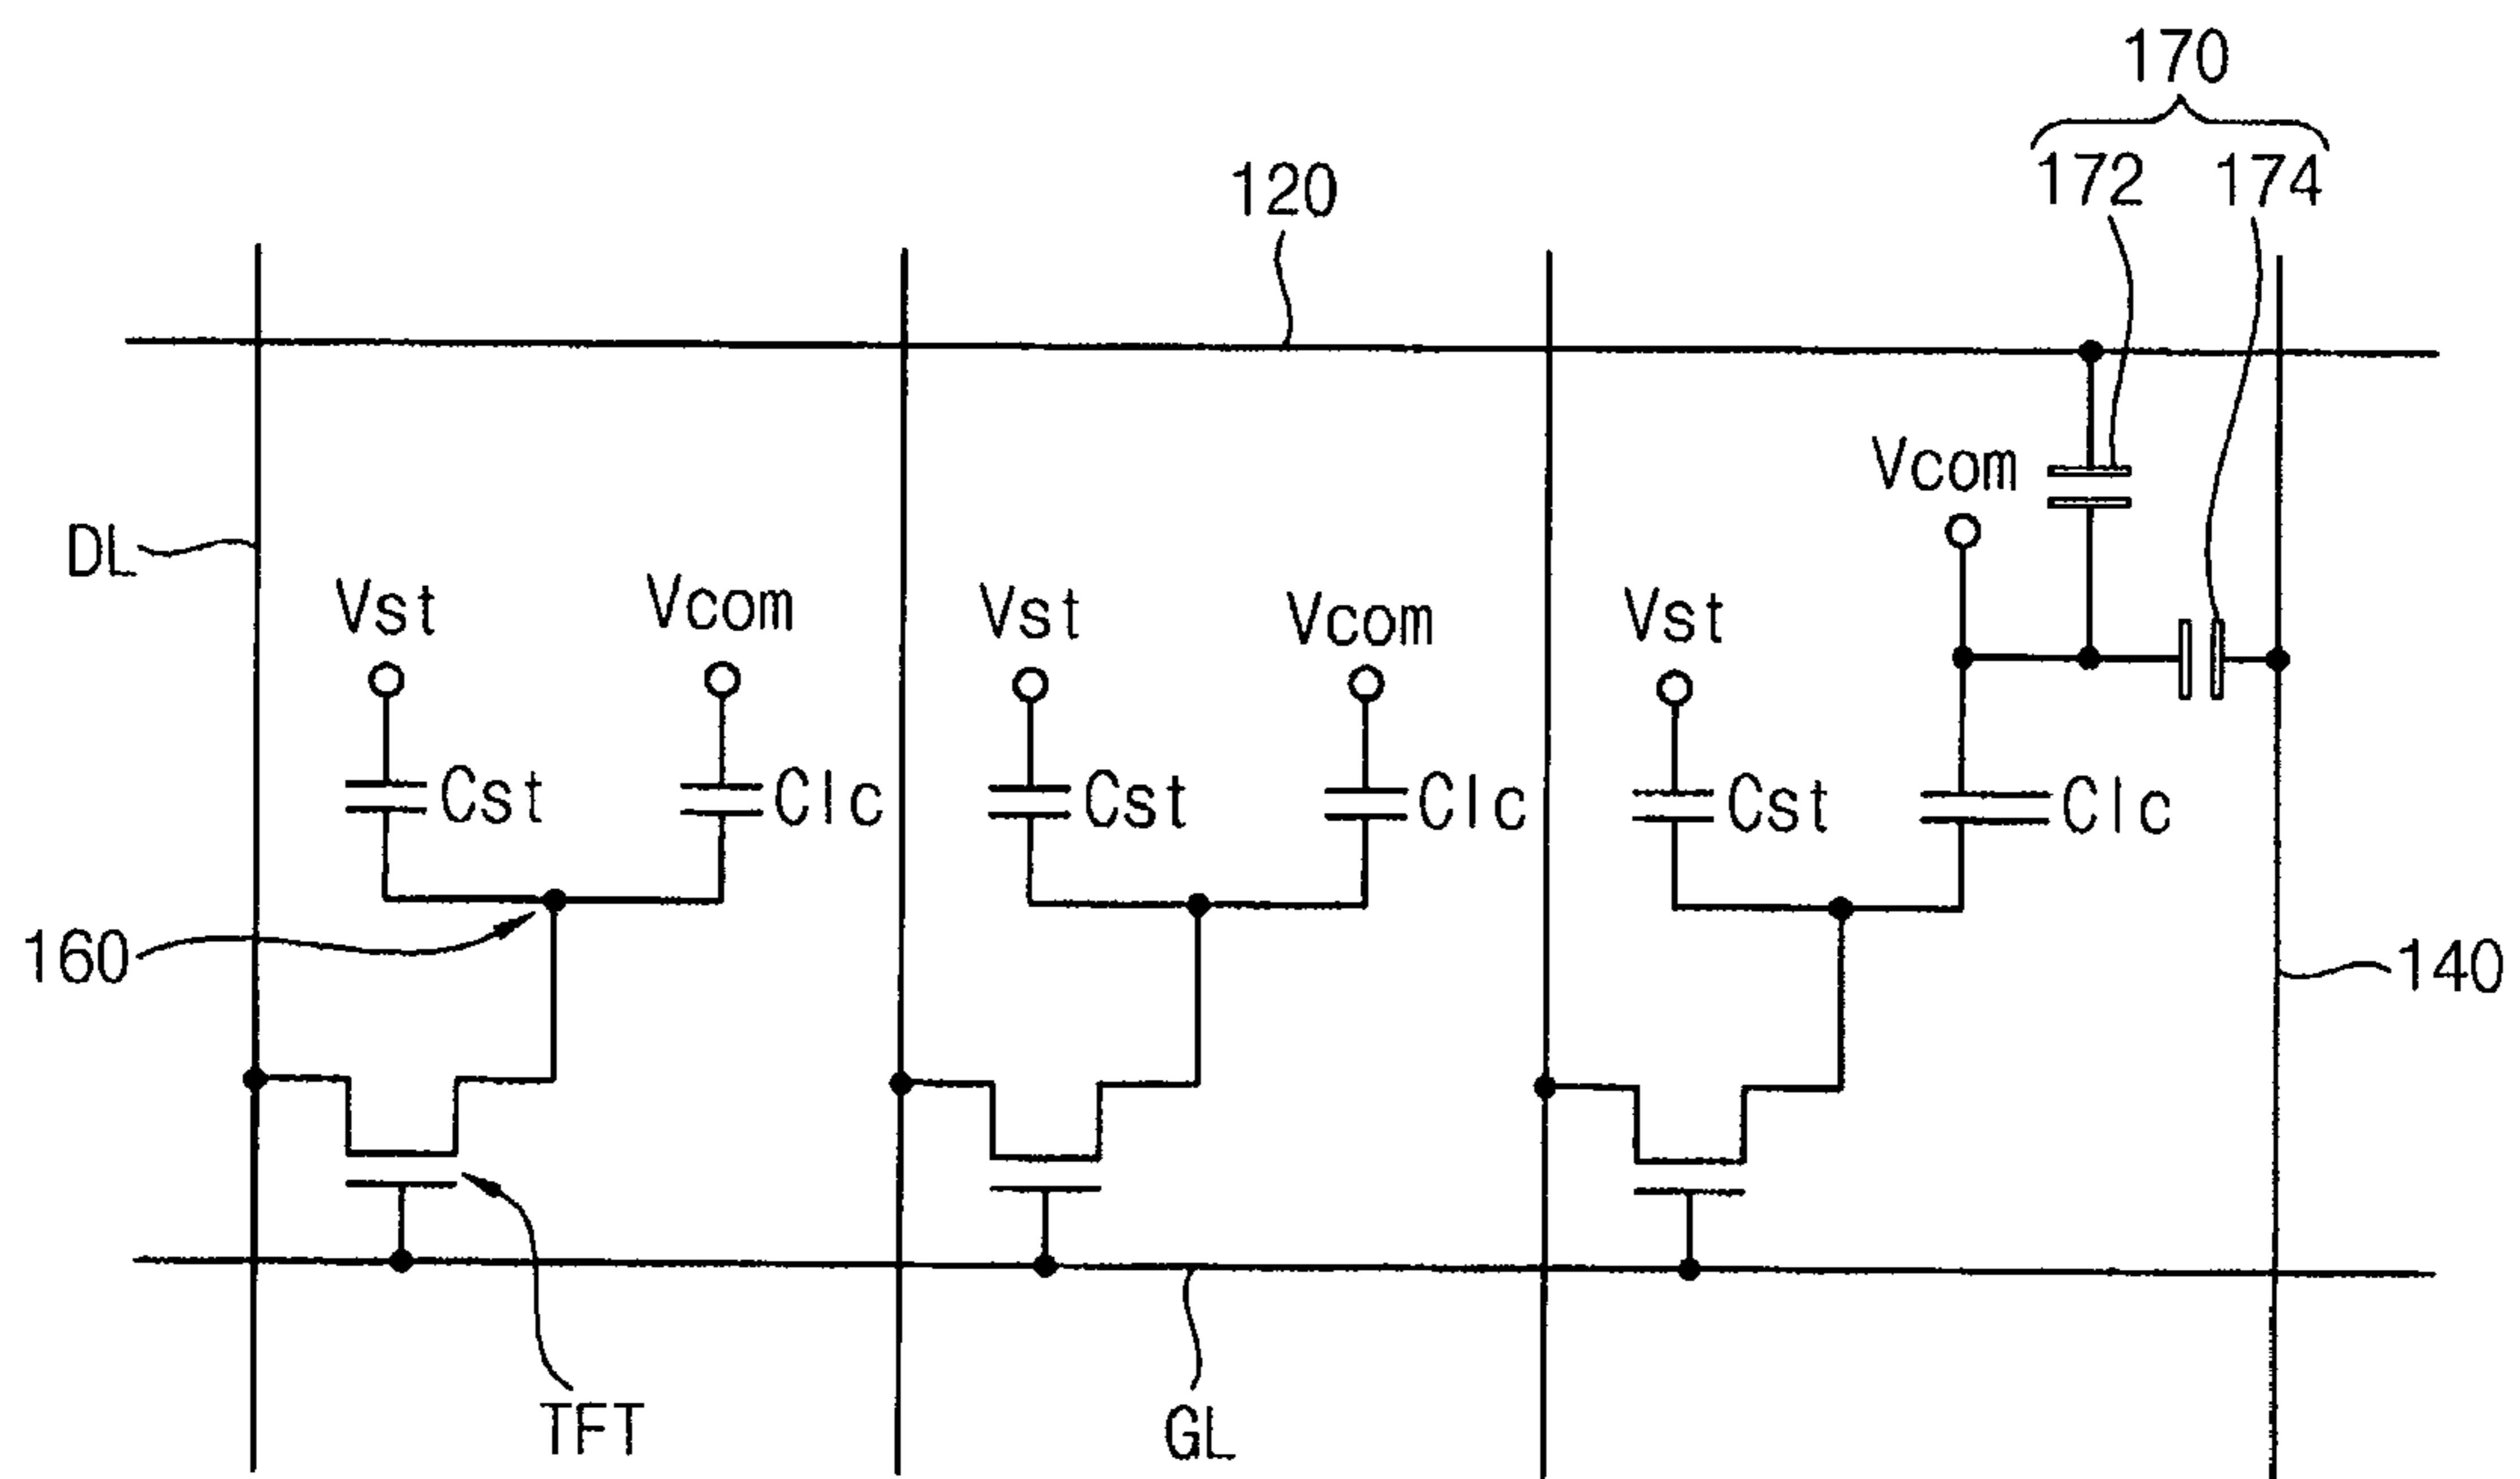 170
172 174
120
Vcom
DL
Vst Vcom Vst Vcom Vst
Cst Clc Cst Clc Cst Clc
160
140
TFT
GL